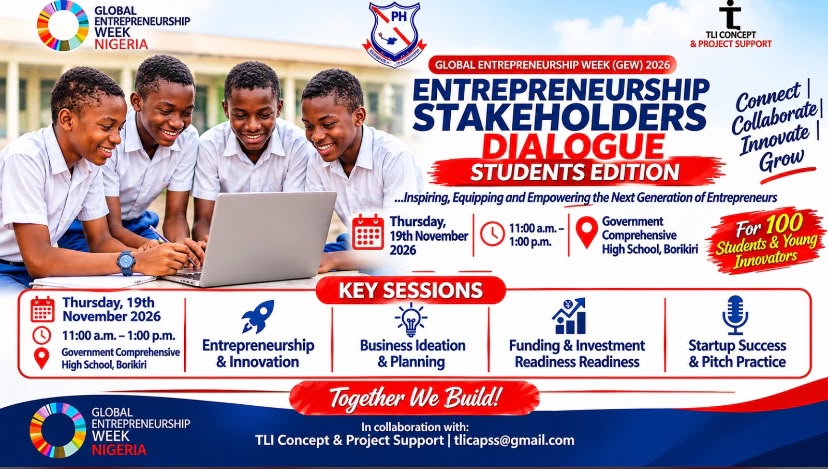 GLOBAL
ENTREPRENEURSHIP
WEEK
NIGERIA
PH
TLI CONCEPT
& PROJECT SUPPORT
GLOBAL ENTREPRENEURSHIP WEEK (GEW) 2026
ENTREPRENEURSHIP
STAKEHOLDERS
DIALOGUE
STUDENTS EDITION
Connect |
Collaborate |
Innovate |
Grow
...Inspiring, Equipping and Empowering the Next Generation of Entrepreneurs
Thursday,
19th November
2026
11:00 a.m. –
1:00 p.m.
Government
Comprehensive
High School, Borikiri
For 100
Students & Young
Innovators
KEY SESSIONS
Thursday, 19th
November 2026
11:00 a.m. – 1:00 p.m.
Government Comprehensive
High School, Borikiri
Entrepreneurship
& Innovation
Business Ideation
& Planning
Funding & Investment
Readiness Readiness
Startup Success
& Pitch Practice
Together We Build!
GLOBAL
ENTREPRENEURSHIP
WEEK
NIGERIA
In collaboration with:
TLI Concept & Project Support | tlicapss@gmail.com